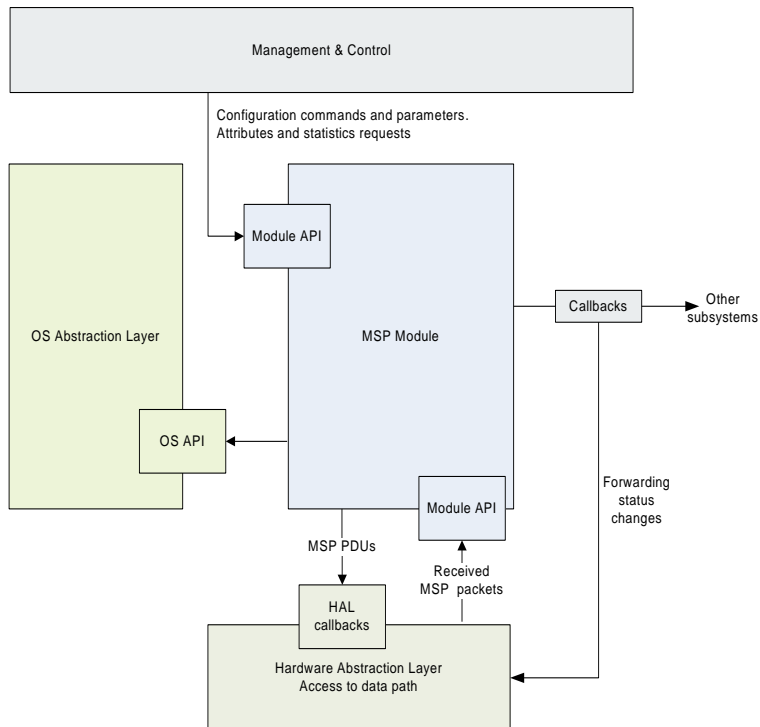 Management & Control
Configuration commands and parameters.
Attributes and statistics requests
Module API
OS Abstraction Layer
MSP Module
Callbacks
Other
subsystems
OS API
Forwarding
status
changes
Module API
MSP PDUs
Received
MSP packets
HAL
callbacks
Hardware Abstraction Layer
Access to data path